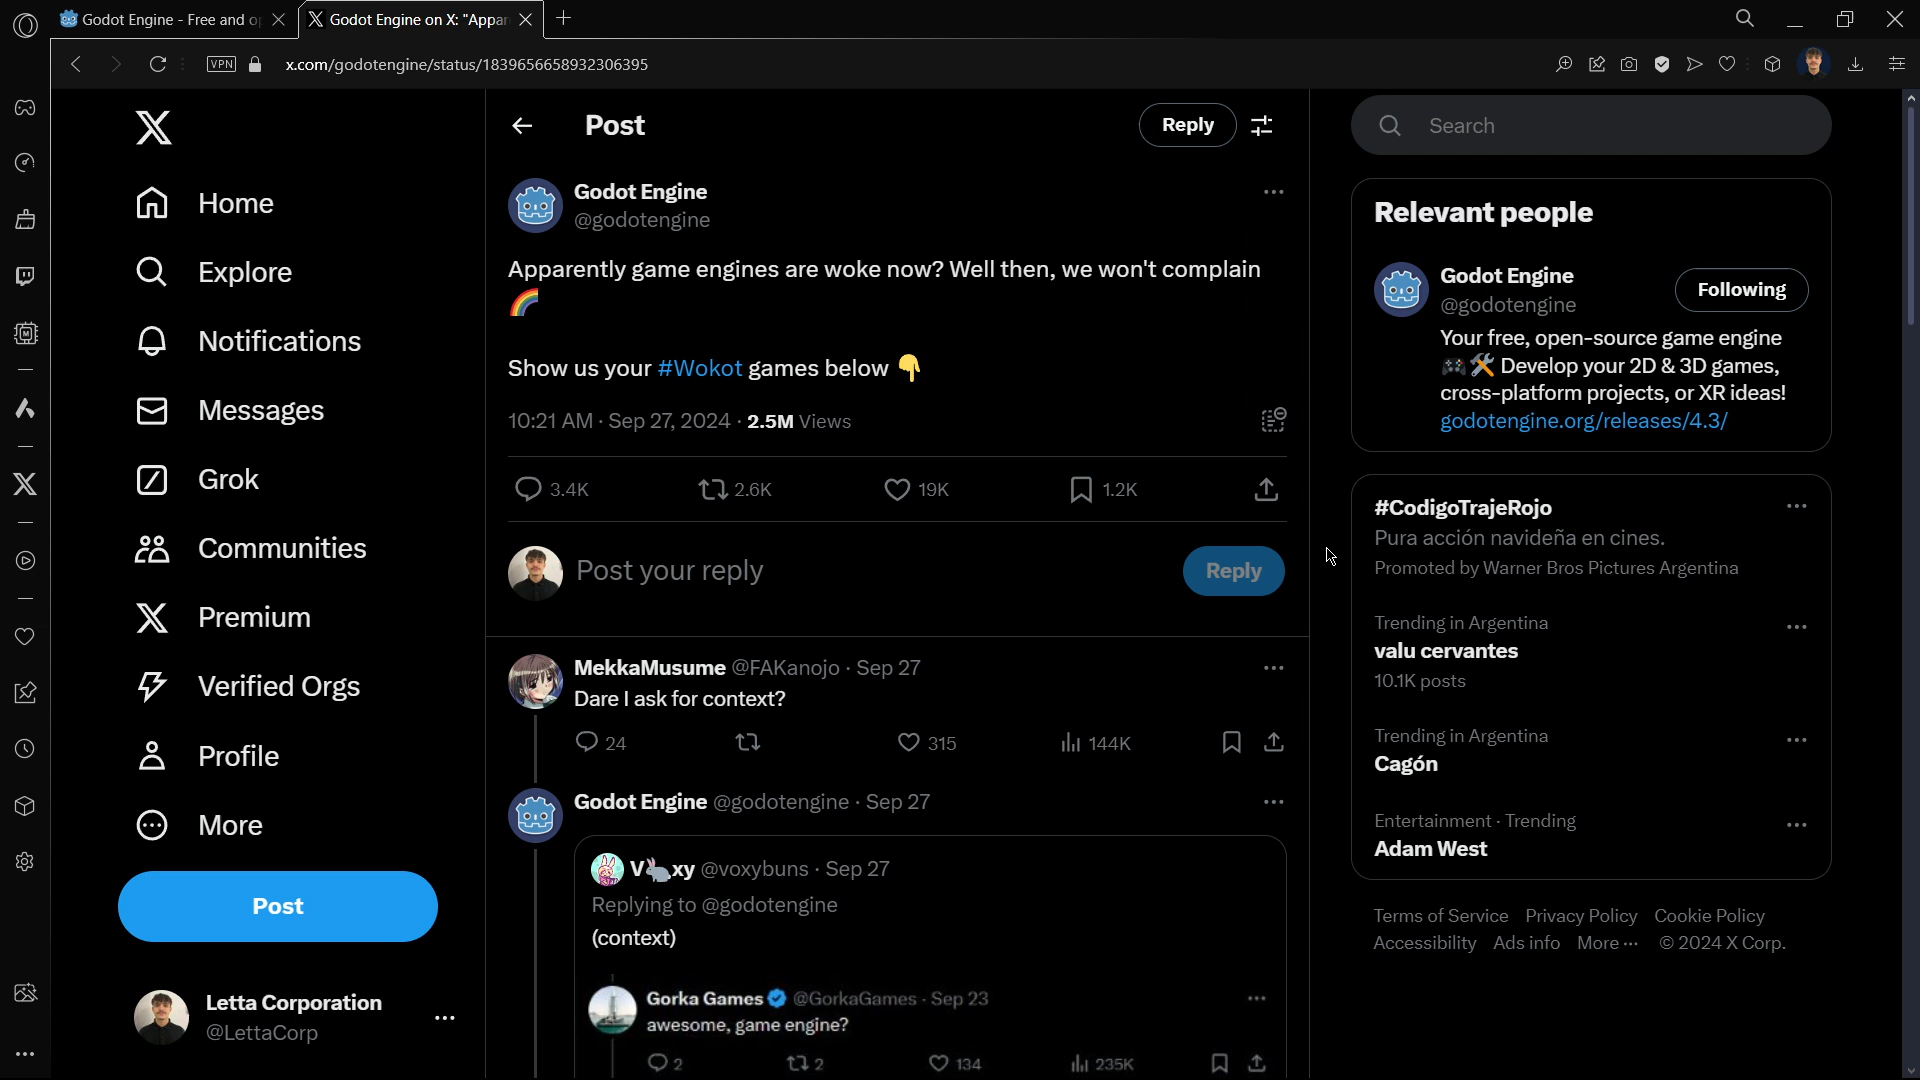 Godot Engine - Free and o
Godot Engine on X: "Appar
VPN
x.com/godotengine/status/1839656658932306395
Home
Explore
Notifications
Messages
Grok
Communities
Premium
Verified Orgs
Profile
More
Post
Letta Corporation
@LettaCorp
Post
Reply
Godot Engine
@godotengine
Apparently game engines are woke now? Well then, we won't complain
🌈
Show us your #Wokot games below 👇
10:21 AM · Sep 27, 2024 · 2.5M Views
3.4K 2.6K 19K 1.2K
Post your reply
Reply
MekkaMusume @FAKanojo · Sep 27
Dare I ask for context?
24 315 144K
Godot Engine @godotengine · Sep 27
V🐇xy @voxybuns · Sep 27
Replying to @godotengine
(context)
Gorka Games @GorkaGames · Sep 23
awesome, game engine?
2 2 134 235K
Search
Relevant people
Godot Engine
@godotengine
Following
Your free, open-source game engine
🎮🛠️ Develop your 2D & 3D games,
cross-platform projects, or XR ideas!
godotengine.org/releases/4.3/
#CodigoTrajeRojo
Pura acción navideña en cines.
Promoted by Warner Bros Pictures Argentina
Trending in Argentina
valu cervantes
10.1K posts
Trending in Argentina
Cagón
Entertainment · Trending
Adam West
Terms of Service Privacy Policy Cookie Policy
Accessibility Ads info More ··· © 2024 X Corp.